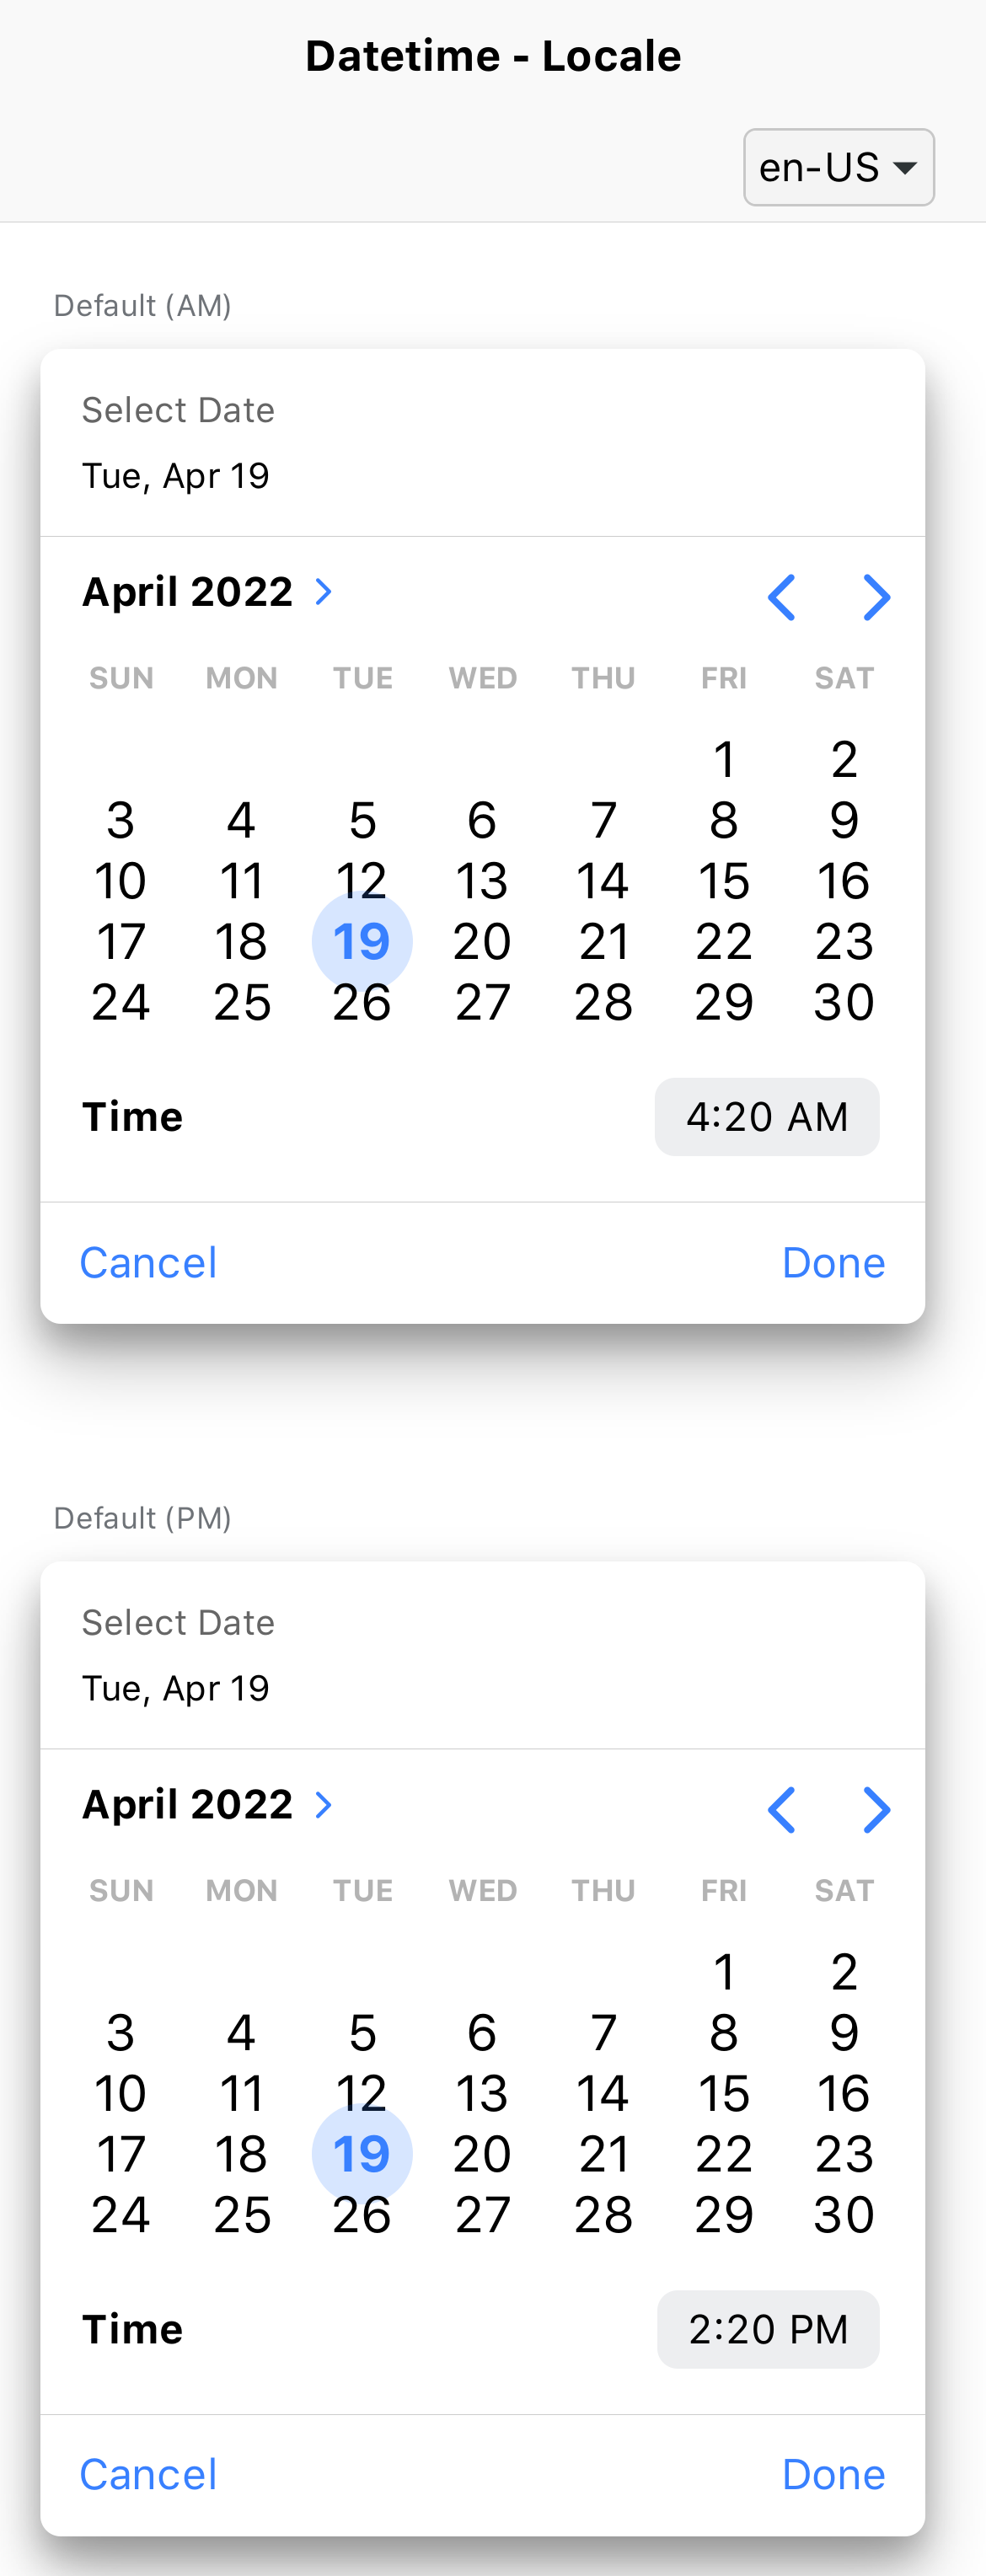 Datetime - Locale
en-US
Default (AM)
Select Date
Tue, Apr 19
April 2022
SUN MON TUE WED THU FRI SAT
1 2
3 4 5 6 7 8 9
10 11 12 13 14 15 16
17 18 19 20 21 22 23
24 25 26 27 28 29 30
Time 4:20 AM
Cancel Done
Default (PM)
Select Date
Tue, Apr 19
April 2022
SUN MON TUE WED THU FRI SAT
1 2
3 4 5 6 7 8 9
10 11 12 13 14 15 16
17 18 19 20 21 22 23
24 25 26 27 28 29 30
Time 2:20 PM
Cancel Done